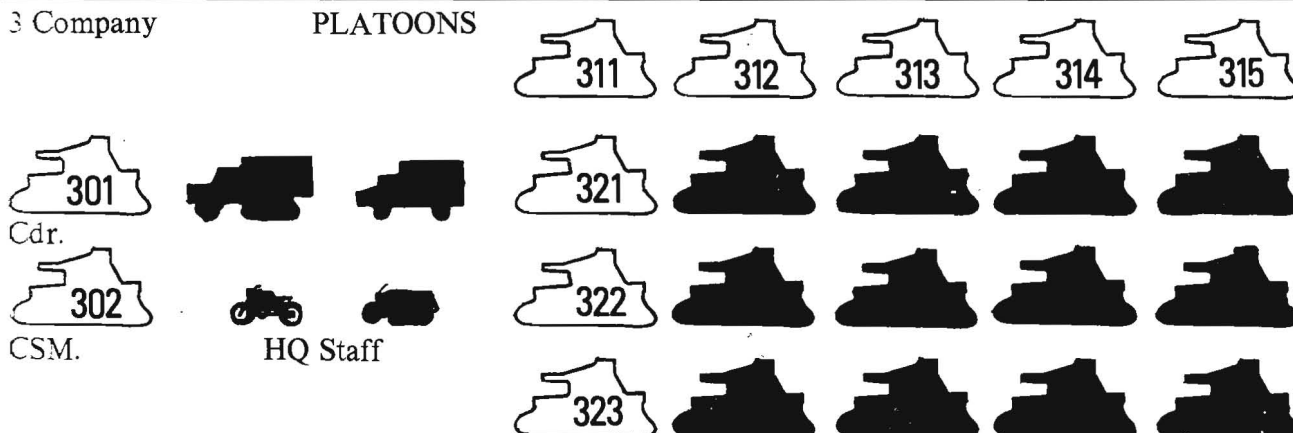 3 Company PLATOONS
311 312 313 314 315
301 321
Cdr.
302 322
CSM. HQ Staff
323